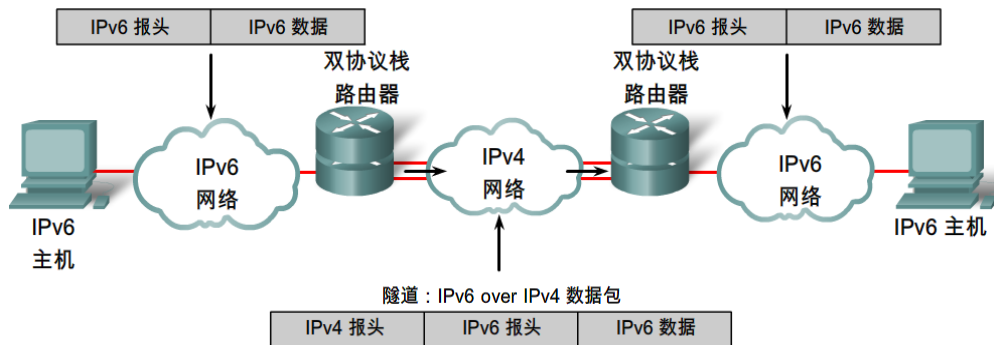 IPv6 报头 IPv6 数据
IPv6 报头 IPv6 数据
双协议栈
路由器
双协议栈
路由器
IPv6
网络
IPv4
网络
IPv6
网络
IPv6
主机
IPv6 主机
隧道：IPv6 over IPv4 数据包
IPv4 报头 IPv6 报头 IPv6 数据